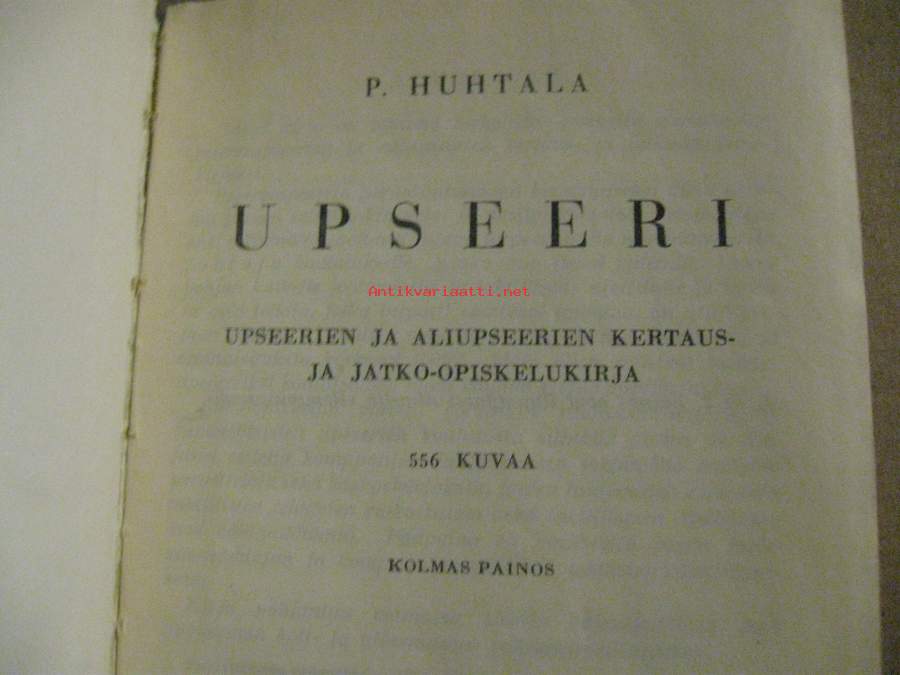 P. HUHTALA
UPSEERI
Antikvariaatti.net
UPSEERIEN JA ALIUPSEERIEN KERTAUS-
JA JATKO-OPISKELUKIRJA
556 KUVAA
KOLMAS PAINOS